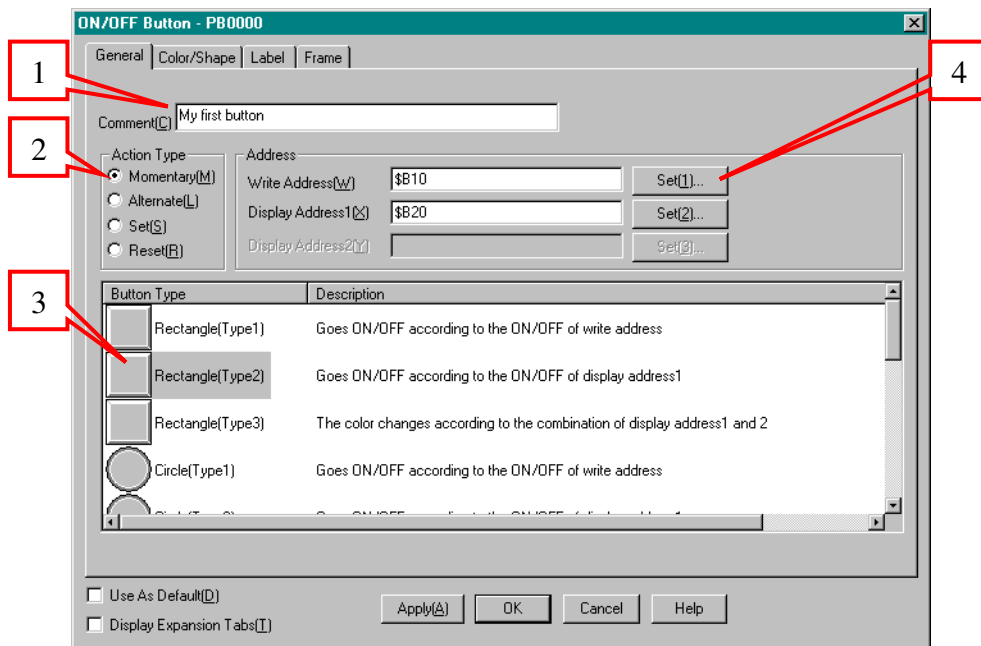 ON/OFF Button - PB0000
General Color/Shape Label Frame
1
4
Comment(C) My first button
2
Action Type
Momentary(M)
Alternate(L)
Set(S)
Reset(R)
Address
Write Address(W) $B10 Set(1)...
Display Address1(X) $B20 Set(2)...
Display Address2(Y) Set(3)...
3
Button Type Description
Rectangle(Type1) Goes ON/OFF according to the ON/OFF of write address
Rectangle(Type2) Goes ON/OFF according to the ON/OFF of display address1
Rectangle(Type3) The color changes according to the combination of display address1 and 2
Circle(Type1) Goes ON/OFF according to the ON/OFF of write address
Use As Default(D)
Display Expansion Tabs(T)
Apply(A) OK Cancel Help